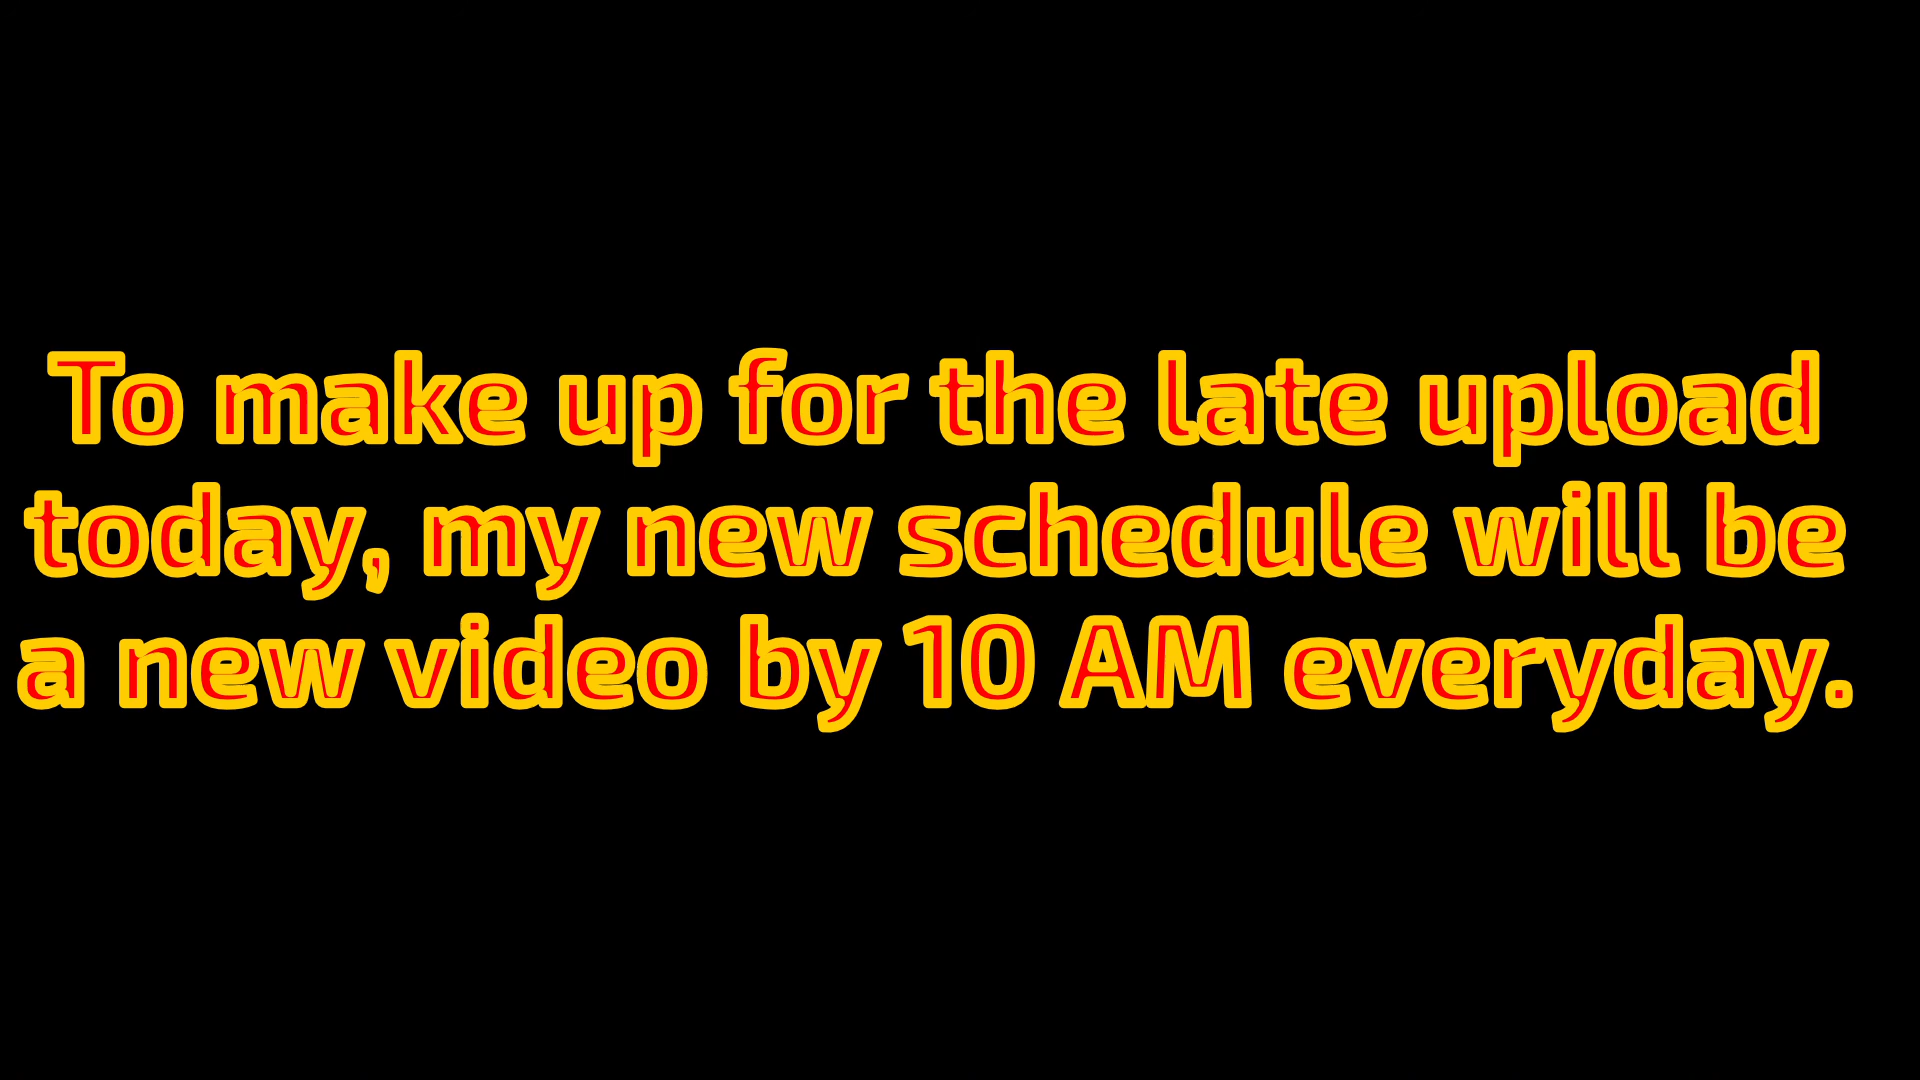 To make up for the late upload
today, my new schedule will be
a new video by 10 AM everyday.